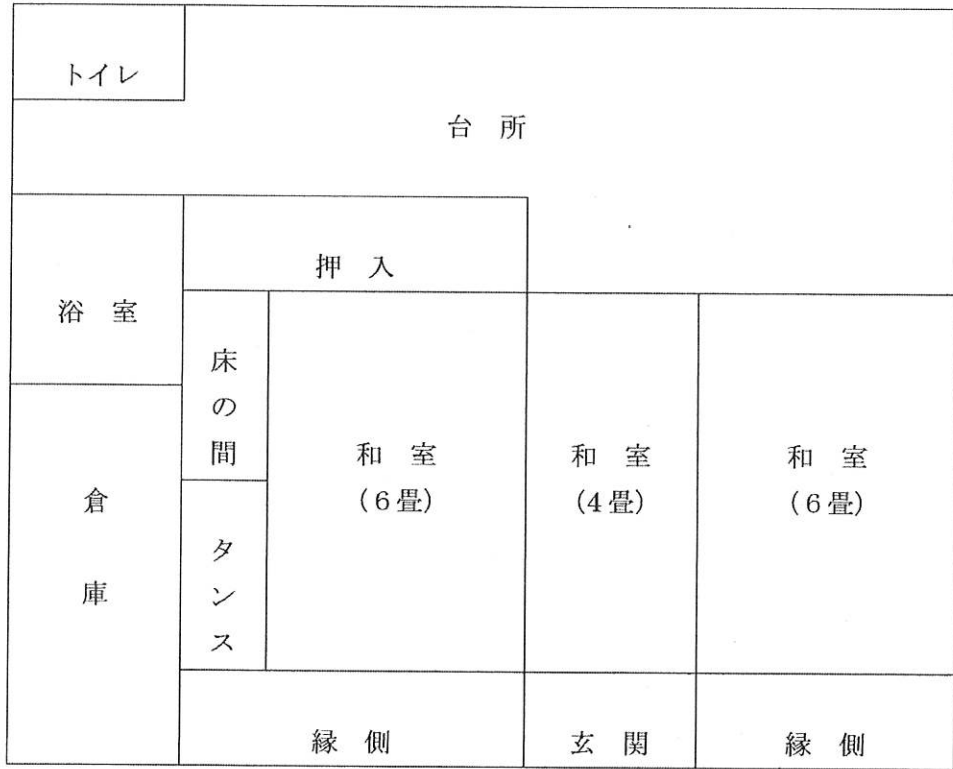 トイレ
台 所
押 入
浴 室
床の間
和 室
(6畳)
和 室
(4畳)
和 室
(6畳)
倉庫
タンス
縁 側
玄 関
縁 側